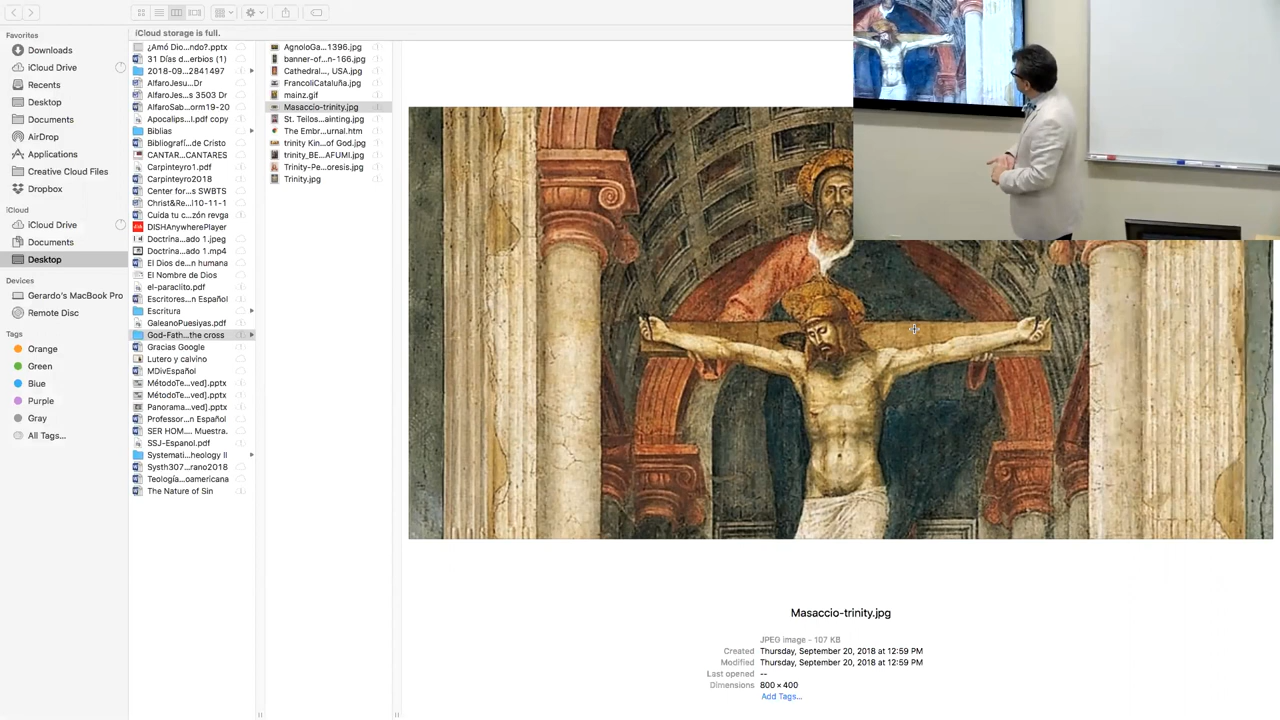 iCloud storage is full.
Favorites
Downloads
iCloud Drive
Recents
Desktop
Documents
AirDrop
Applications
Creative Cloud Files
Dropbox
iCloud
iCloud Drive
Documents
Desktop
Devices
Gerardo's MacBook Pro
Remote Disc
Tags
Orange
Green
Blue
Purple
Gray
All Tags...
¿Amó Dio...ndo?.pptx
31 Días d...erbios (1)
2018-09...2841497
AlfaroJesu...Dr
AlfaroJes...s 3503 Dr
AlfaroSab...orm19-20
Apocalips...l.pdf copy
Biblias
Bibliografí...de Cristo
CANTAR...CANTARES
Carpinteyro1.pdf
Carpinteyro2018
Center for...s SWBTS
Christ&Re...l10-11-1
Cuida tu c...zón revga
DISHAnywherePlayer
Doctrina...ado 1.jpeg
Doctrina...ado 1.mp4
El Dios de...n humana
El Nombre de Dios
el-paraclito.pdf
Escritores...n Español
Escritura
GaleanoPuesiyas.pdf
God-Fath...the cross
Gracias Google
Lutero y calvino
MDivEspañol
MétodoTe...ved].pptx
MétodoTe...ved].pptx
Panorama...ved].pptx
Professor...n Español
SER HOM... Muestra.
SSJ-Espanol.pdf
Systemati...heology II
Systh307...rano2018
Teología...oamericana
The Nature of Sin
AgnoloGa...1396.jpg
banner-of...n-166.jpg
Cathedral..., USA.jpg
FrancoliCataluña.jpg
mainz.gif
Masaccio-trinity.jpg
St. Teilos...ainting.jpg
The Embr...urnal.htm
trinity Kin...of God.jpg
trinity_BE...AFUMI.jpg
Trinity-Pe...oresis.jpg
Trinity.jpg
Masaccio-trinity.jpg
JPEG image - 107 KB
Created Thursday, September 20, 2018 at 12:59 PM
Modified Thursday, September 20, 2018 at 12:59 PM
Last opened --
Dimensions 800 × 400
Add Tags...